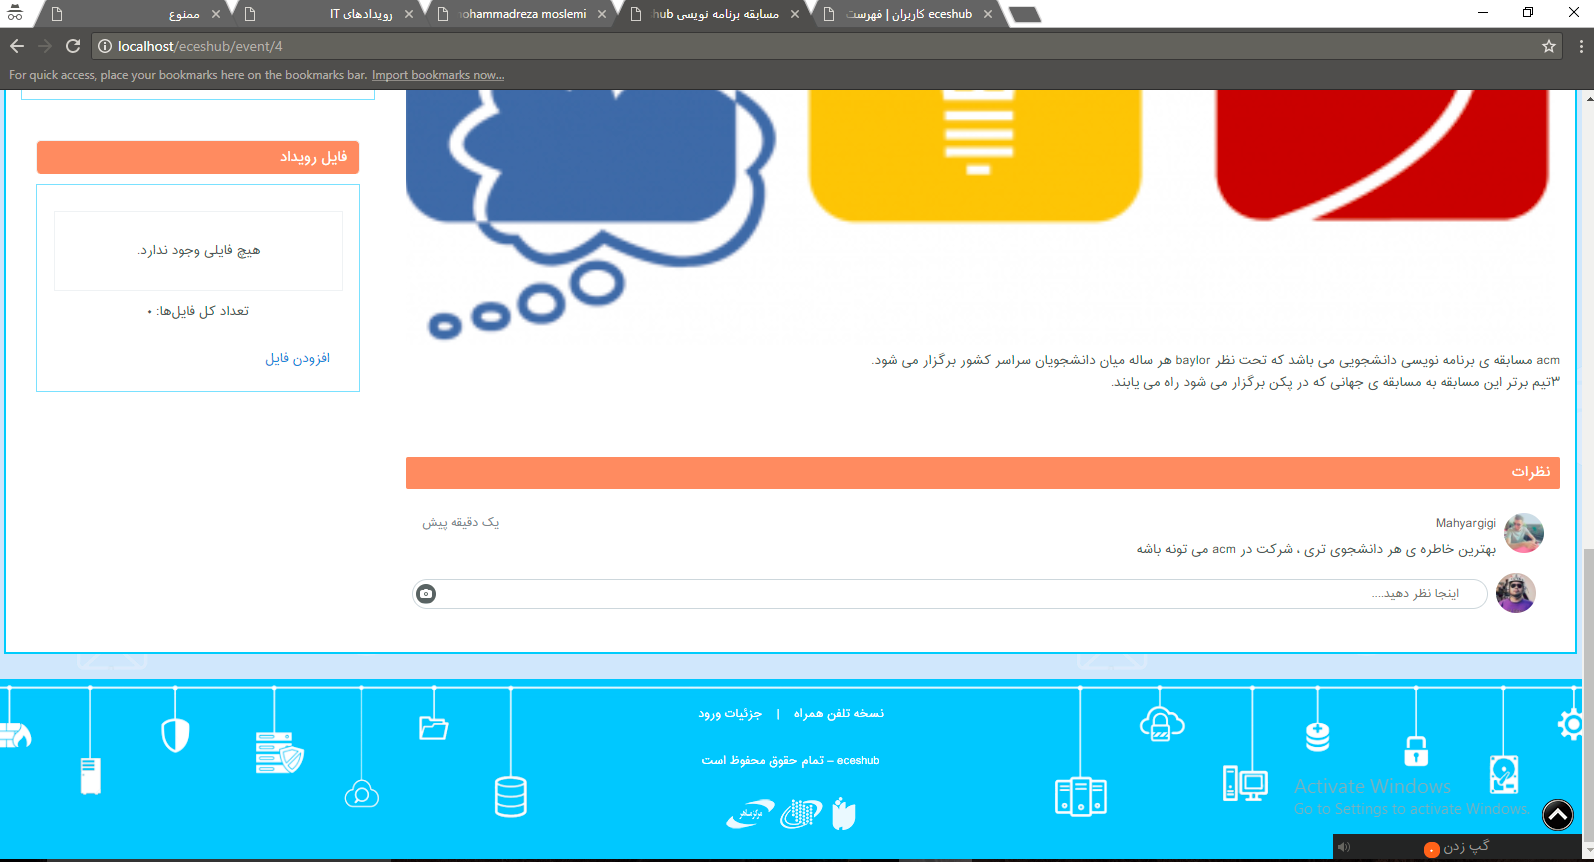 ممنوع
رویدادهای IT
ohammadreza moslemi
مسابقه برنامه نویسی
eceshub کاربران | فهرست
localhost/eceshub/event/4
For quick access, place your bookmarks here on the bookmarks bar. Import bookmarks now...
فایل رویداد
هیچ فایلی وجود ندارد.
تعداد کل فایل‌ها: ۰
افزودن فایل
acm مسابقه ی برنامه نویسی دانشجویی می باشد که تحت نظر baylor هر ساله میان دانشجویان سراسر کشور برگزار می شود.
۳تیم برتر این مسابقه به مسابقه ی جهانی که در پکن برگزار می شود راه می یابند.
نظرات
Mahyargigi
یک دقیقه پیش
بهترین خاطره ی هر دانشجوی تری ، شرکت در acm می تونه باشه
اینجا نظر دهید....
نسخه تلفن همراه | جزئیات ورود
eceshub – تمام حقوق محفوظ است
Activate Windows
Go to Settings to activate Windows.
گپ زدن